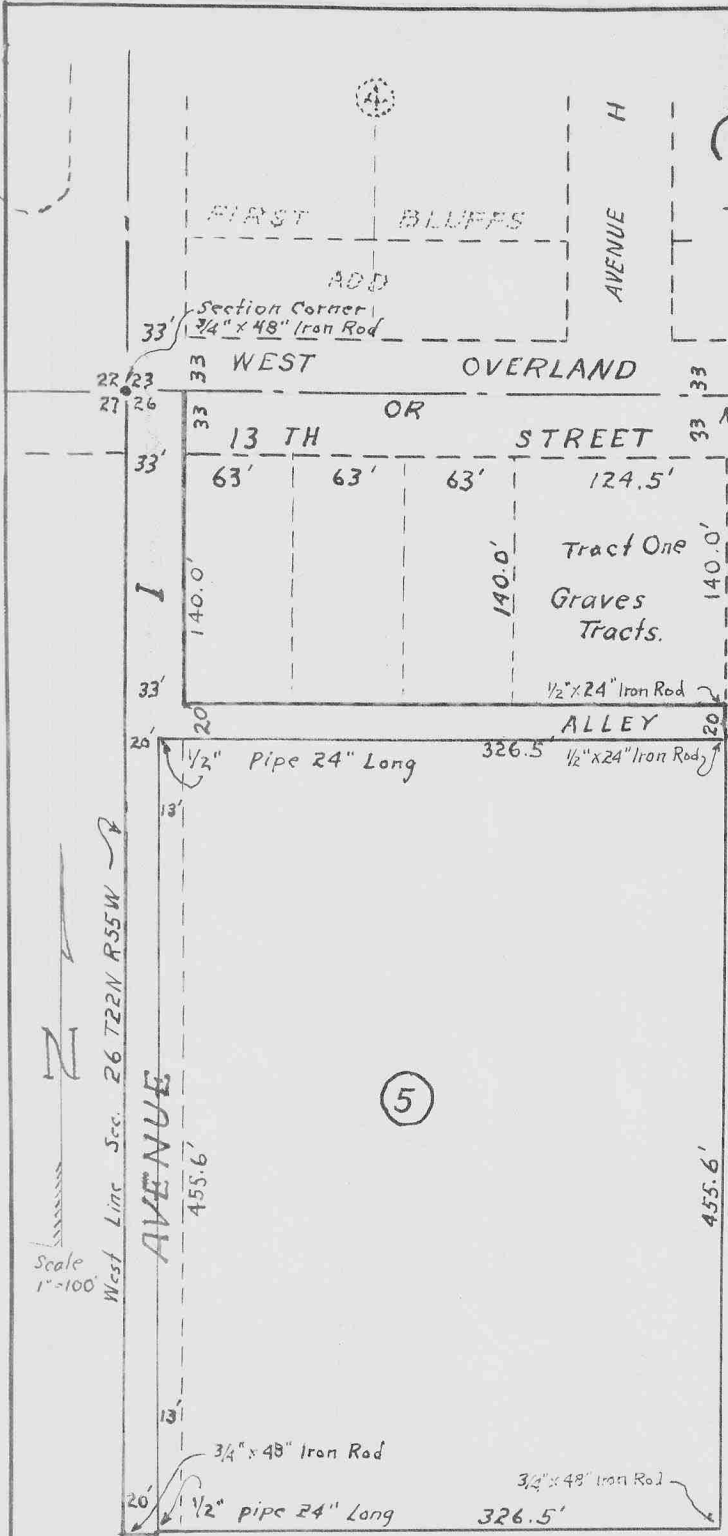 4
AVENUE H
FIRST BLUFFS
ADD
Section Corner
3/4" x 48" Iron Rod
33'
33
WEST OVERLAND
33
22 23
27 26
33
OR
33
13 TH STREET
33'
63' 63' 63' 124.5'
I
140.0'
140.0'
Tract One
140.0'
Graves
Tracts.
33'
1/2" x 24" Iron Rod
20'
ALLEY
20
20'
1/2" Pipe 24" Long
326.5'
1/2" x 24" Iron Rod
13'
West Line Sec. 26 T22N R55W
N
AVENUE
5
455.6'
455.6'
Scale
1"=100'
13'
3/4" x 48" Iron Rod
3/4" x 48" Iron Rod
20'
1/2" pipe 24" Long
326.5'